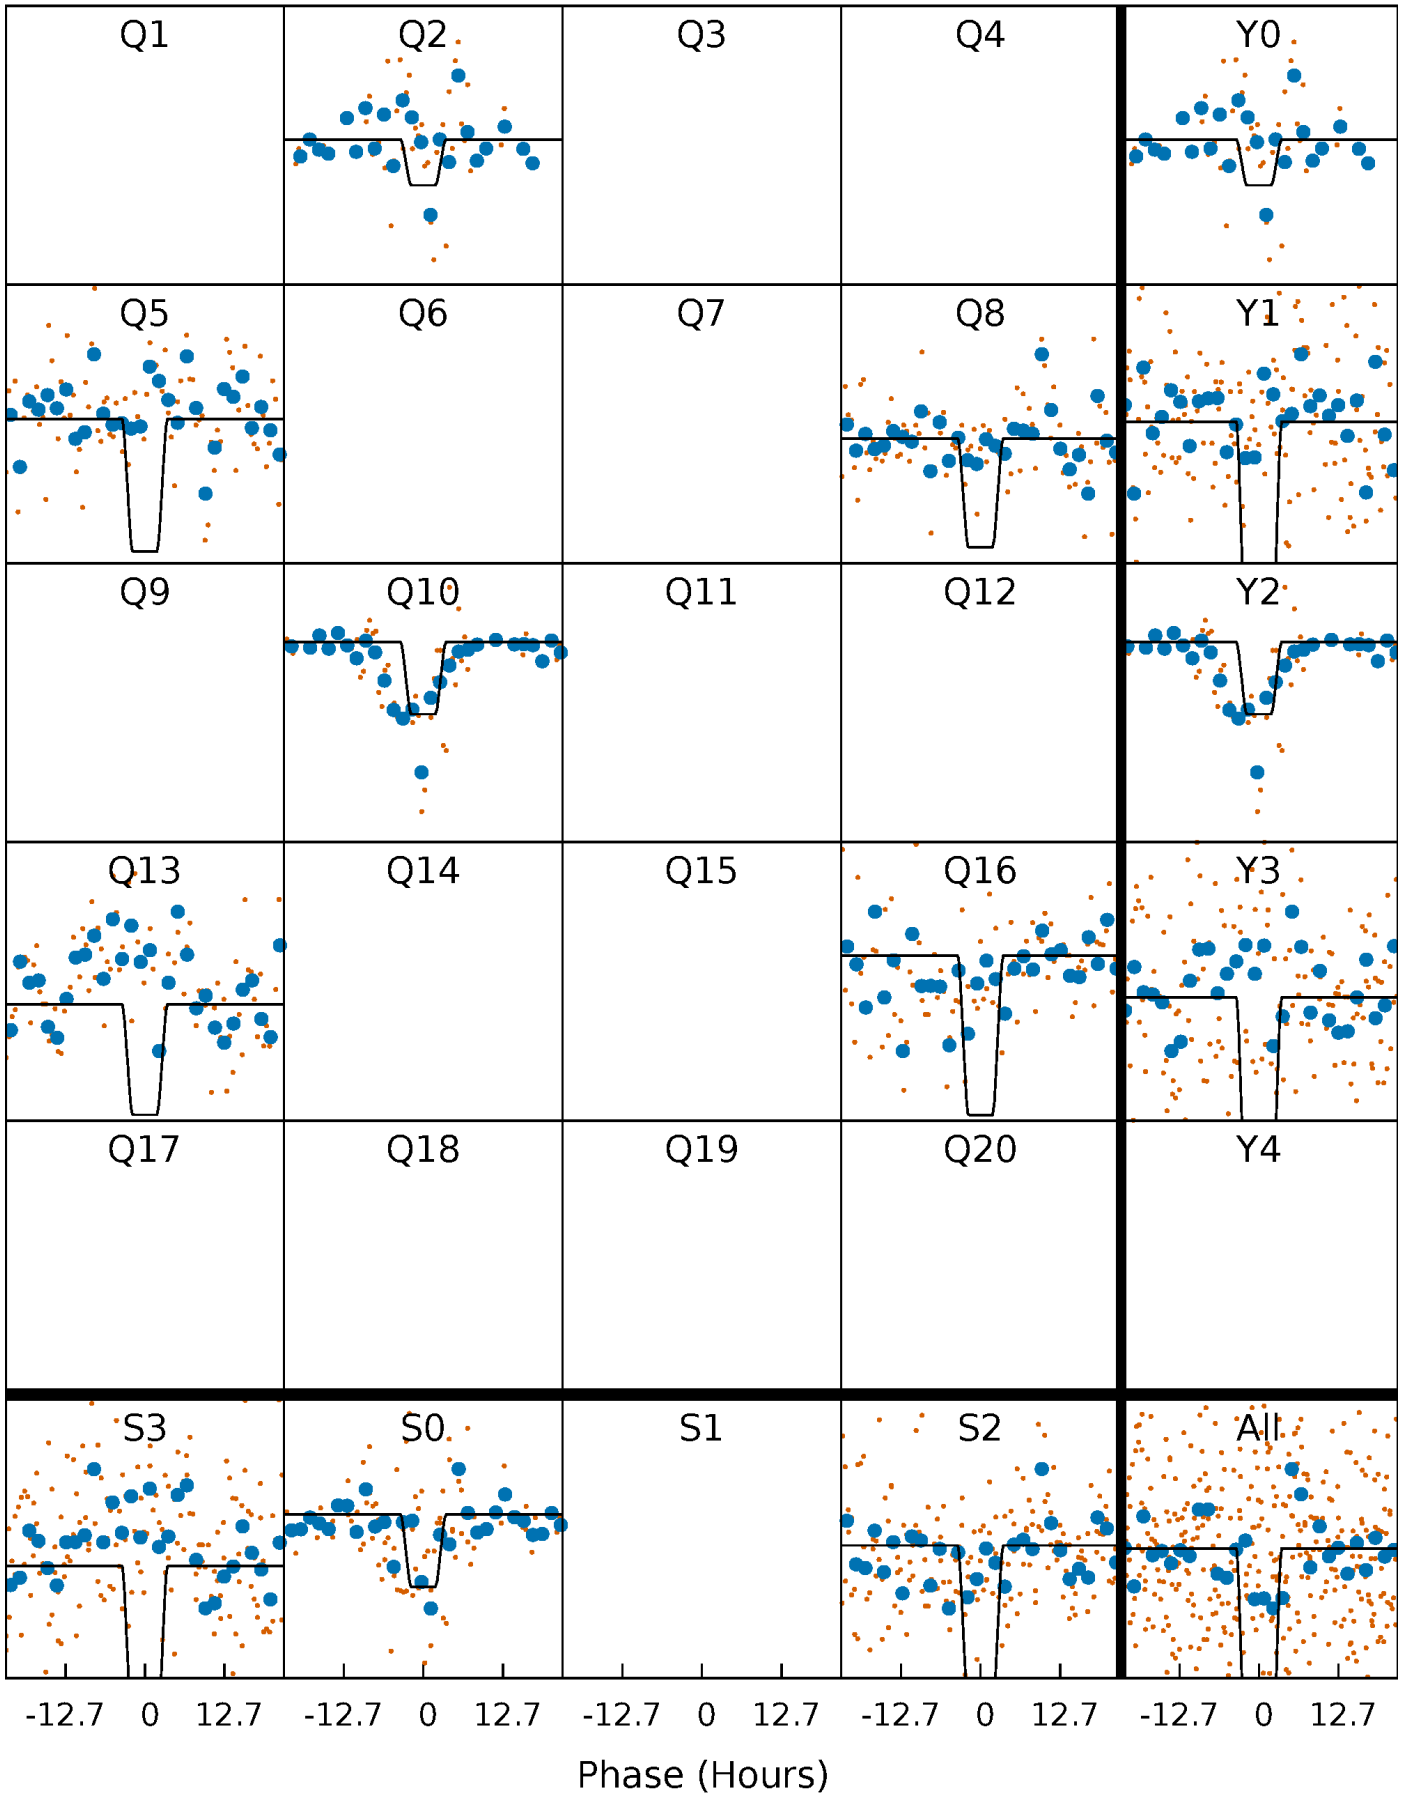 Q1 Q2 Q3 Q4 Y0
Q5 Q6 Q7 Q8 Y1
Q9 Q10 Q11 Q12 Y2
Q13 Q14 Q15 Q16 Y3
Q17 Q18 Q19 Q20 Y4
S3 S0 S1 S2 All
-12.7 0 12.7 -12.7 0 12.7 -12.7 0 12.7 -12.7 0 12.7 -12.7 0 12.7
Phase (Hours)